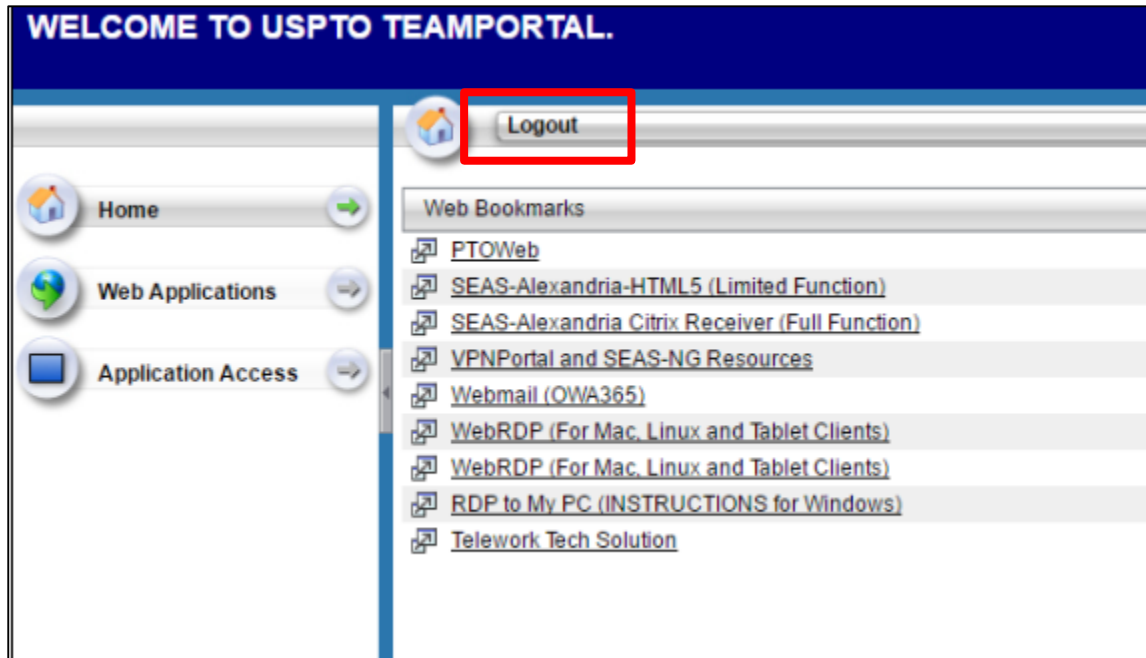 WELCOME TO USPTO TEAMPORTAL.
Logout
Home
Web Applications
Application Access
Web Bookmarks
PTOWeb
SEAS-Alexandria-HTML5 (Limited Function)
SEAS-Alexandria Citrix Receiver (Full Function)
VPNPortal and SEAS-NG Resources
Webmail (OWA365)
WebRDP (For Mac, Linux and Tablet Clients)
WebRDP (For Mac, Linux and Tablet Clients)
RDP to My PC (INSTRUCTIONS for Windows)
Telework Tech Solution